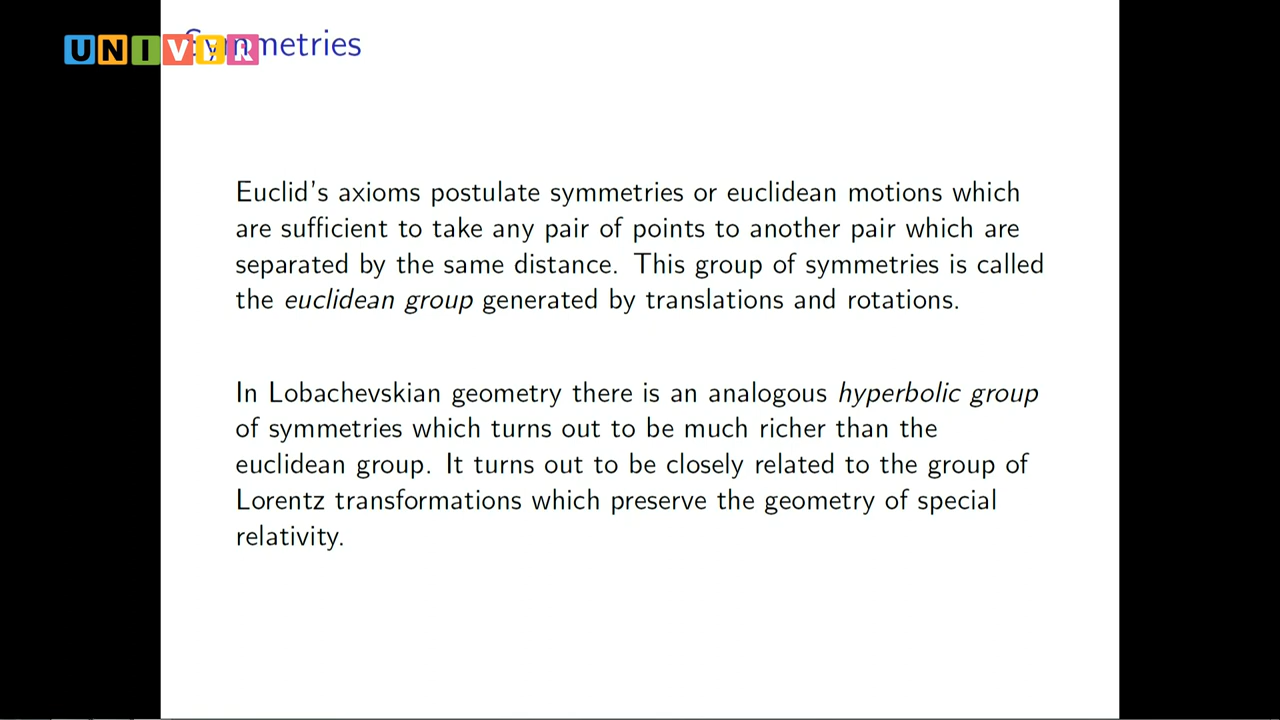 UNIVER
Symmetries
Euclid's axioms postulate symmetries or euclidean motions which
are sufficient to take any pair of points to another pair which are
separated by the same distance. This group of symmetries is called
the euclidean group generated by translations and rotations.
In Lobachevskian geometry there is an analogous hyperbolic group
of symmetries which turns out to be much richer than the
euclidean group. It turns out to be closely related to the group of
Lorentz transformations which preserve the geometry of special
relativity.